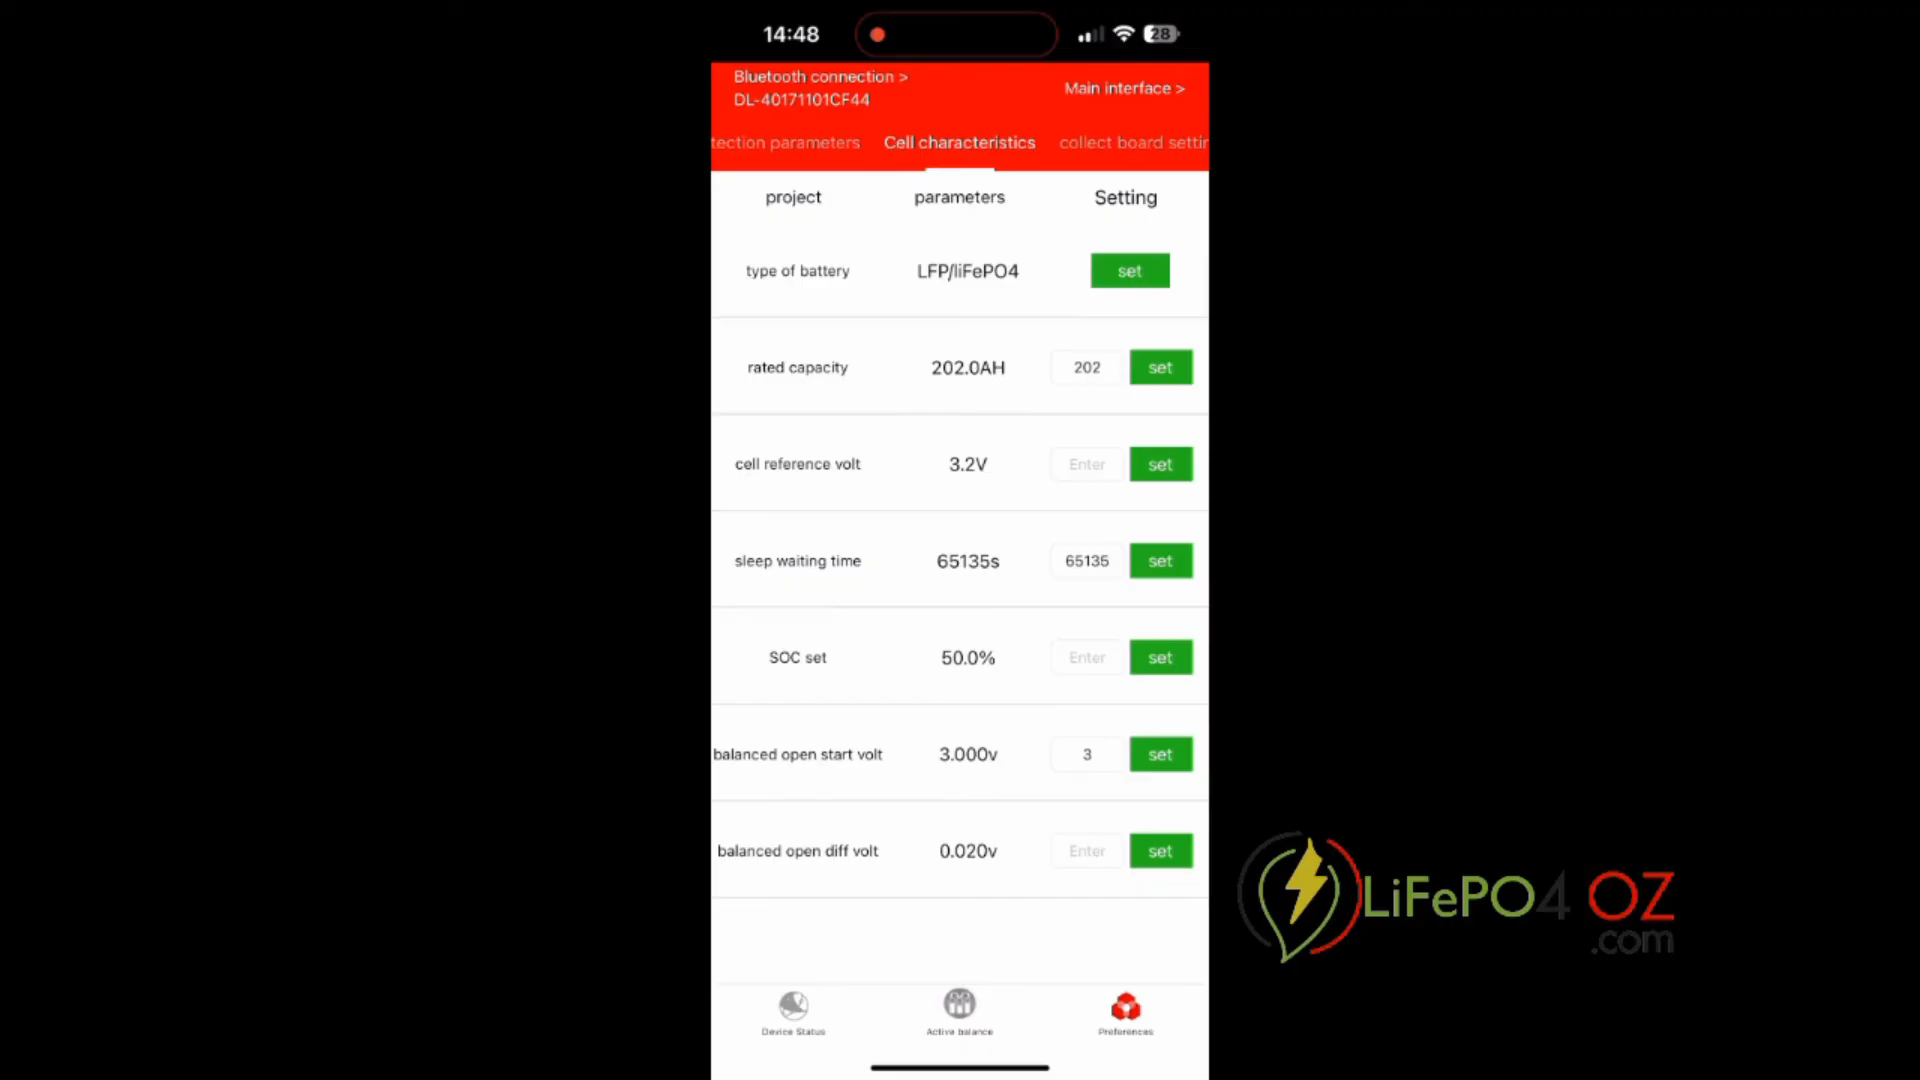 14:48
28
Bluetooth connection >
DL-40171101CF44
Main interface >
tection parameters
Cell characteristics
collect board settin
project
parameters
Setting
type of battery
LFP/liFePO4
set
rated capacity
202.0AH
202
set
cell reference volt
3.2V
Enter
set
sleep waiting time
65135s
65135
set
SOC set
50.0%
Enter
set
balanced open start volt
3.000v
3
set
balanced open diff volt
0.020v
Enter
set
LiFePO4 OZ
.com
Device Status
Active balance
Preferences